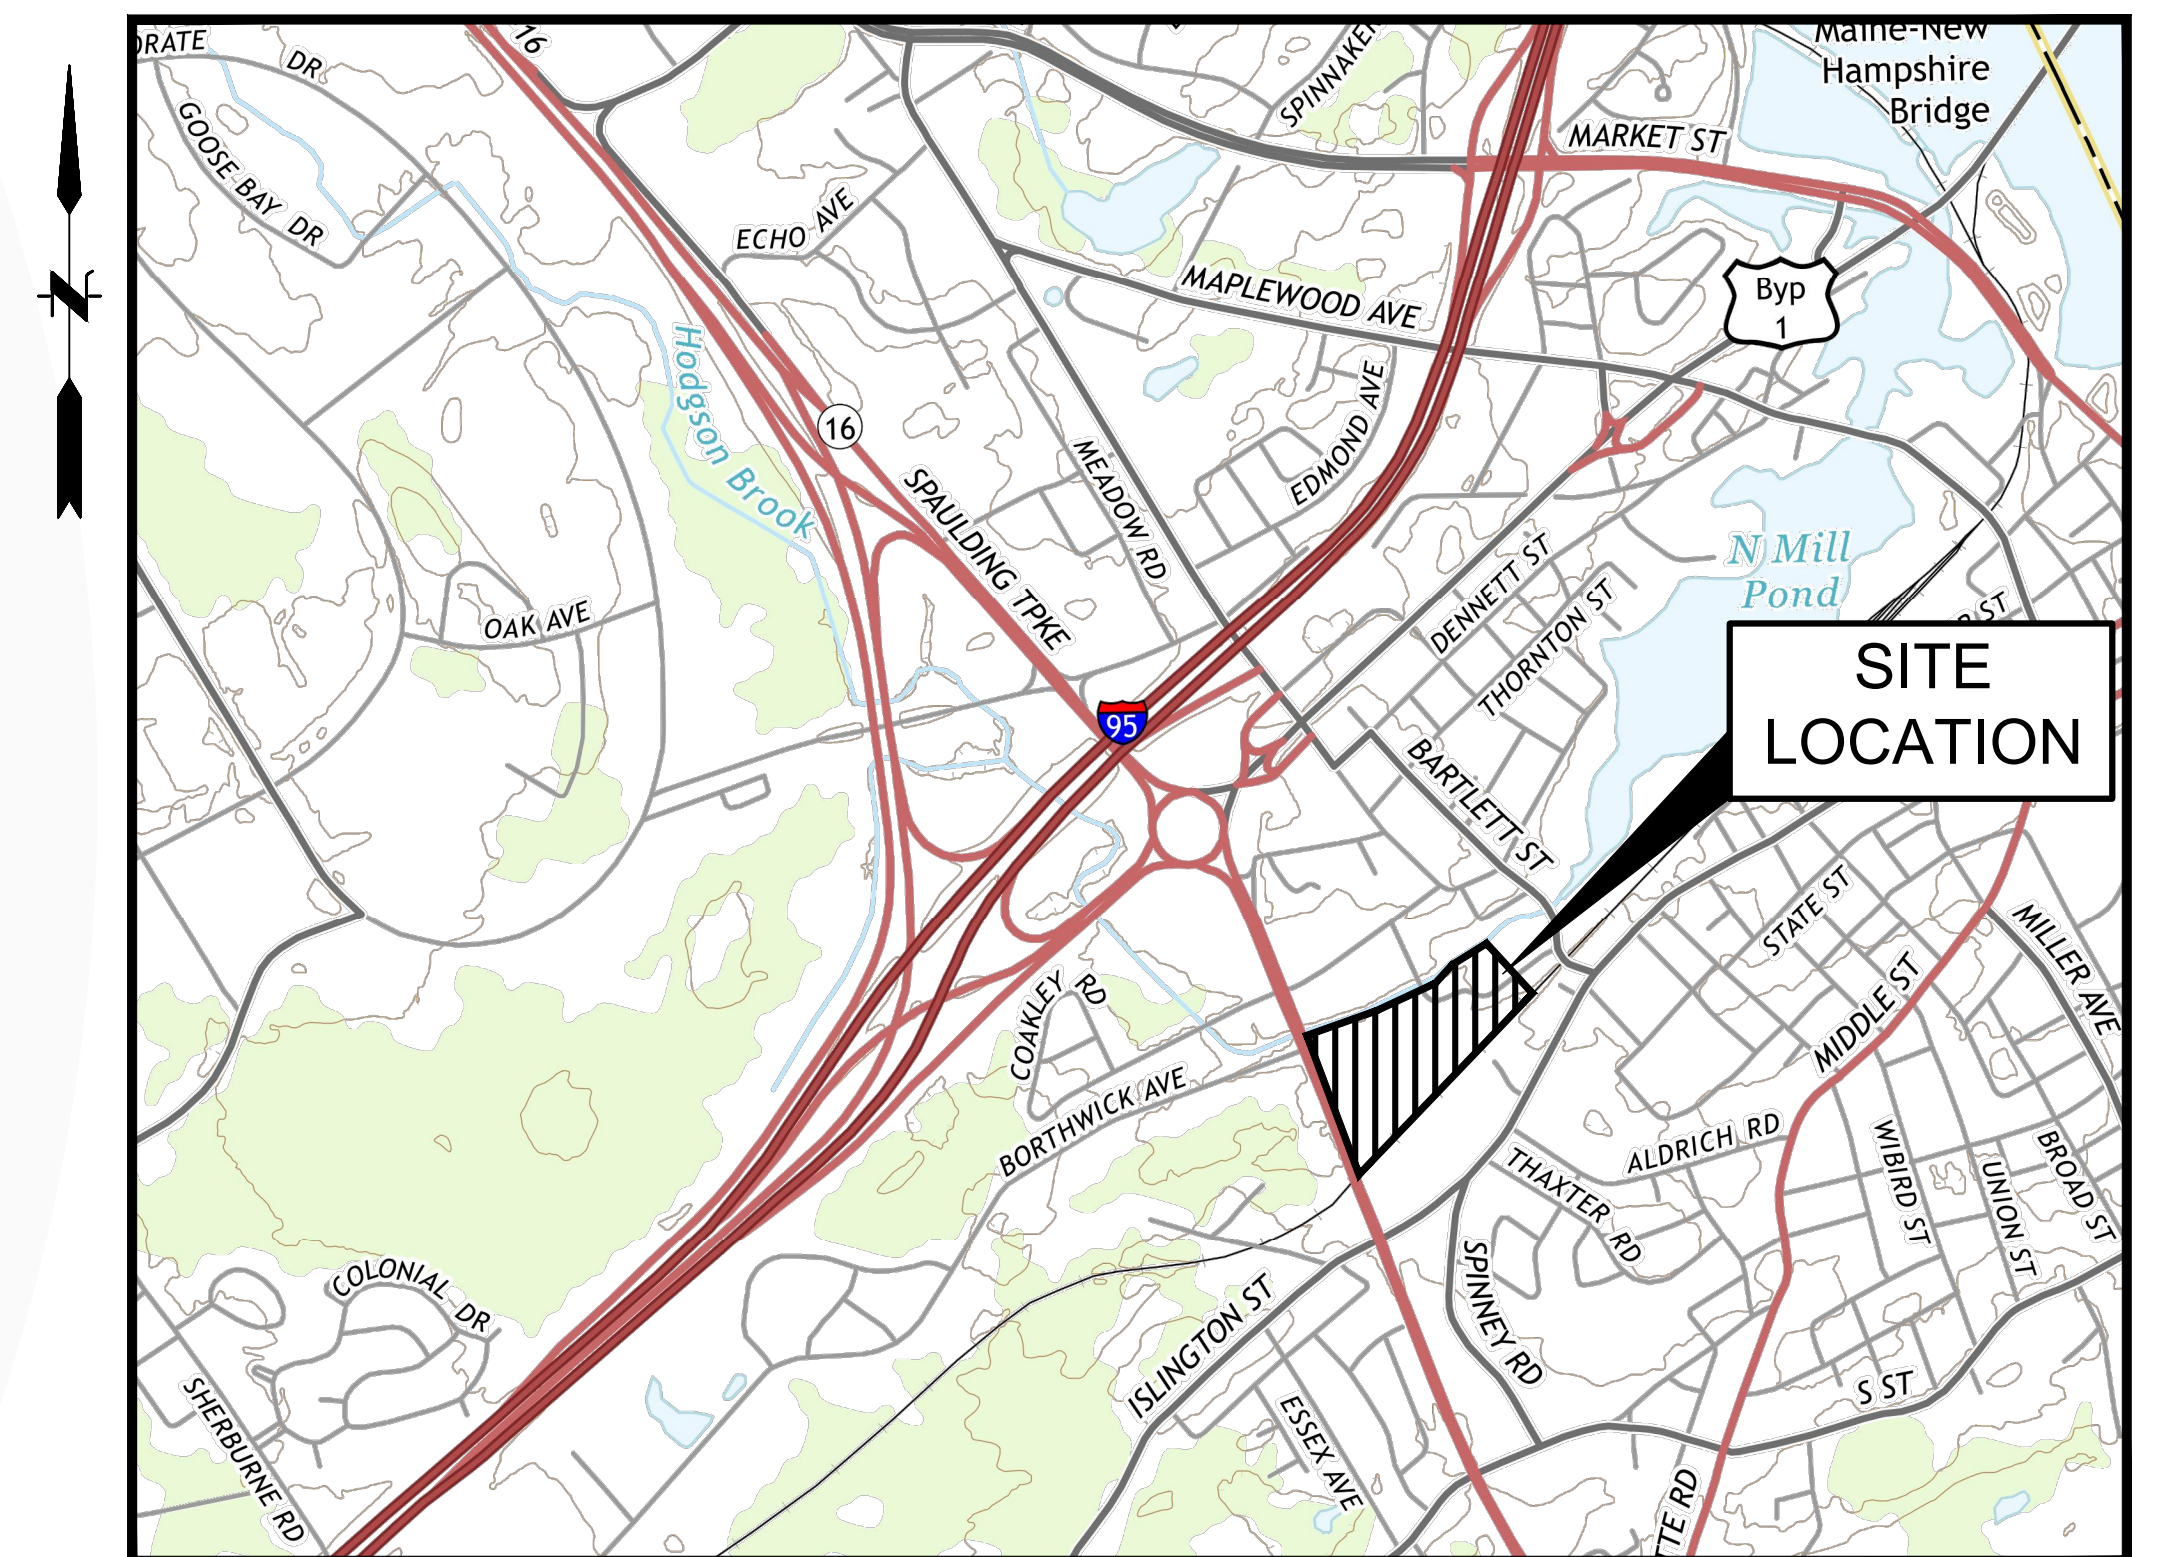 ORATE
DR
16
SPINNAKER
Maine-New
Hampshire
Bridge
GOOSE BAY DR
MARKET ST
ECHO AVE
MAPLEWOOD AVE
Byp
1
N
Hodgson Brook
16
EDMOND AVE
MEADOW RD
SPAULDING TPKE
DENNETT ST
THORNTON ST
N Mill
Pond
OAK AVE
ST
SITE
LOCATION
95
BARTLETT ST
STATE ST
MILLER AVE
MIDDLE ST
COAKLEY RD
BORTHWICK AVE
ALDRICH RD
THAXTER RD
WIBIRD ST
UNION ST
BROAD ST
COLONIAL DR
SPINNEY RD
ISLINGTON ST
S ST
SHERBURNE RD
ESSEX AVE
TTE RD